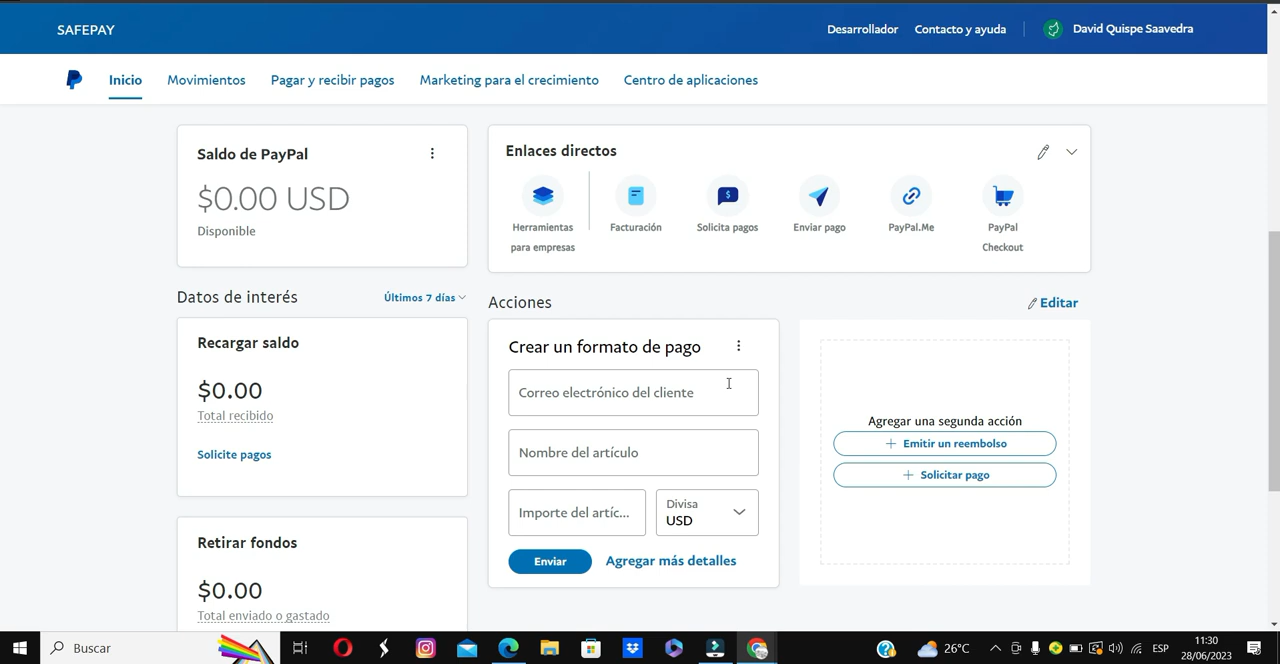 SAFEPAY
Desarrollador
Contacto y ayuda
David Quispe Saavedra
Inicio
Movimientos
Pagar y recibir pagos
Marketing para el crecimiento
Centro de aplicaciones
Saldo de PayPal
$0.00 USD
Disponible
Enlaces directos
Herramientas
para empresas
Facturación
Solicita pagos
Enviar pago
PayPal.Me
PayPal
Checkout
Datos de interés
Últimos 7 días
Recargar saldo
$0.00
Total recibido
Solicite pagos
Retirar fondos
$0.00
Total enviado o gastado
Acciones
Editar
Crear un formato de pago
Correo electrónico del cliente
Nombre del artículo
Importe del artíc...
Divisa
USD
Enviar
Agregar más detalles
Agregar una segunda acción
+ Emitir un reembolso
+ Solicitar pago
Buscar
26°C
ESP
11:30
28/06/2023